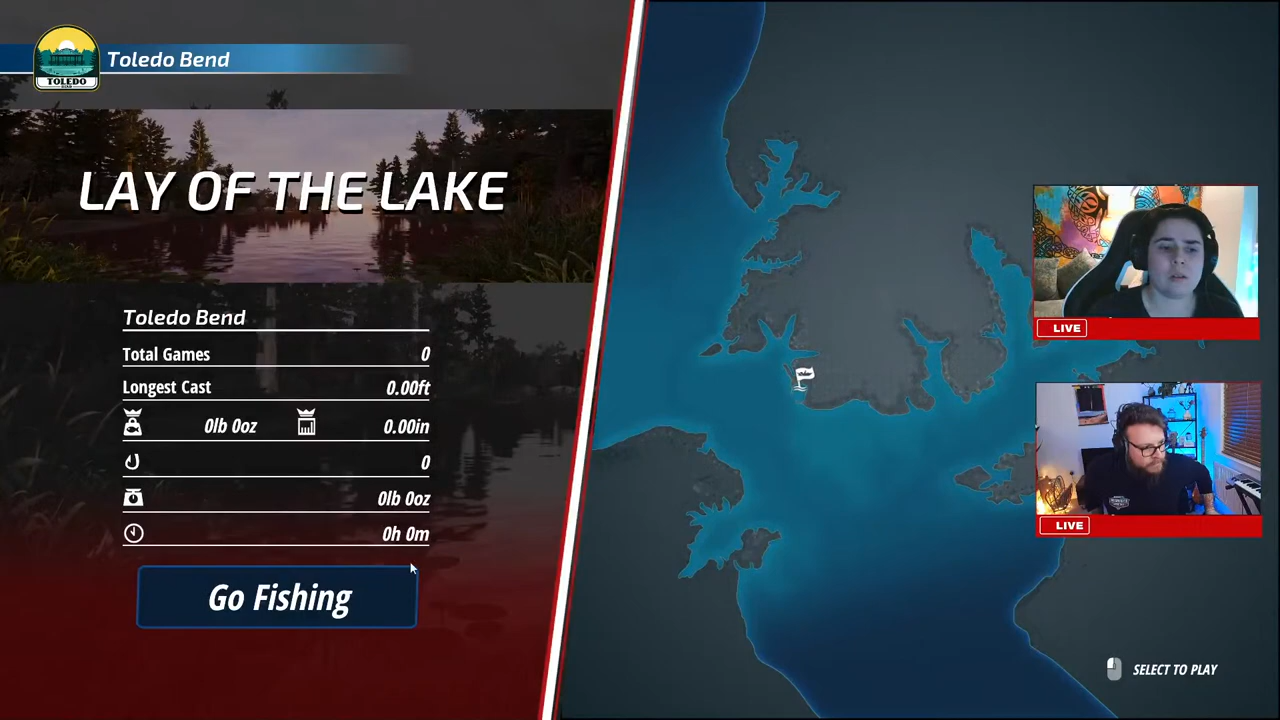 Toledo Bend
TOLEDO
LAY OF THE LAKE
Toledo Bend
Total Games 0
Longest Cast 0.00ft
0lb 0oz 0.00in
0
0lb 0oz
0h 0m
Go Fishing
LIVE
LIVE
SELECT TO PLAY